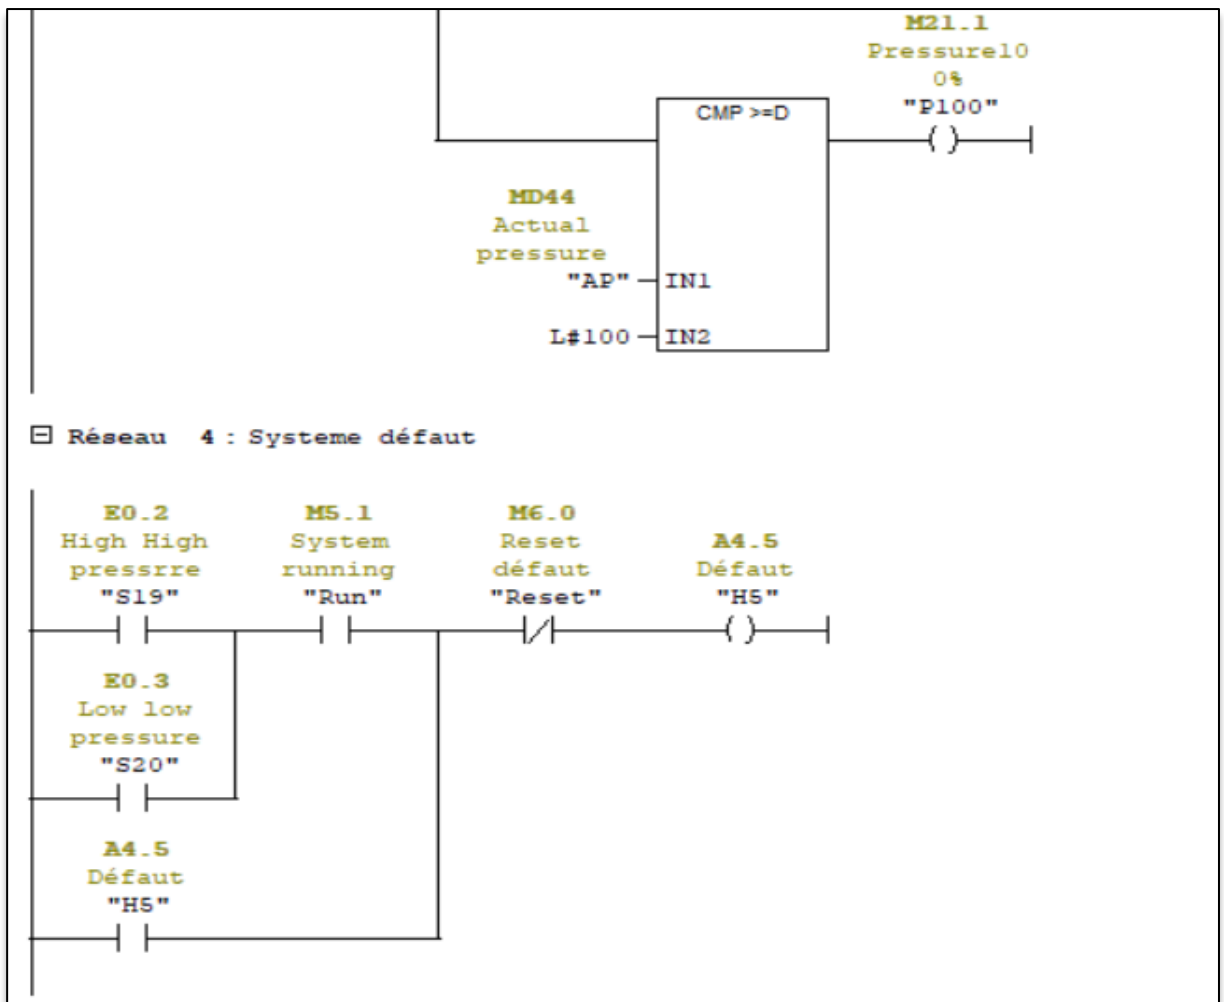 M21.1
Pressure10
0%
"P100"
CMP >=D
MD44
Actual
pressure
"AP" IN1
L#100 IN2
Réseau 4 : Systeme défaut
E0.2 M5.1 M6.0
High High System Reset A4.5
pressrre running défaut Défaut
"S19" "Run" "Reset" "H5"
E0.3
Low low
pressure
"S20"
A4.5
Défaut
"H5"